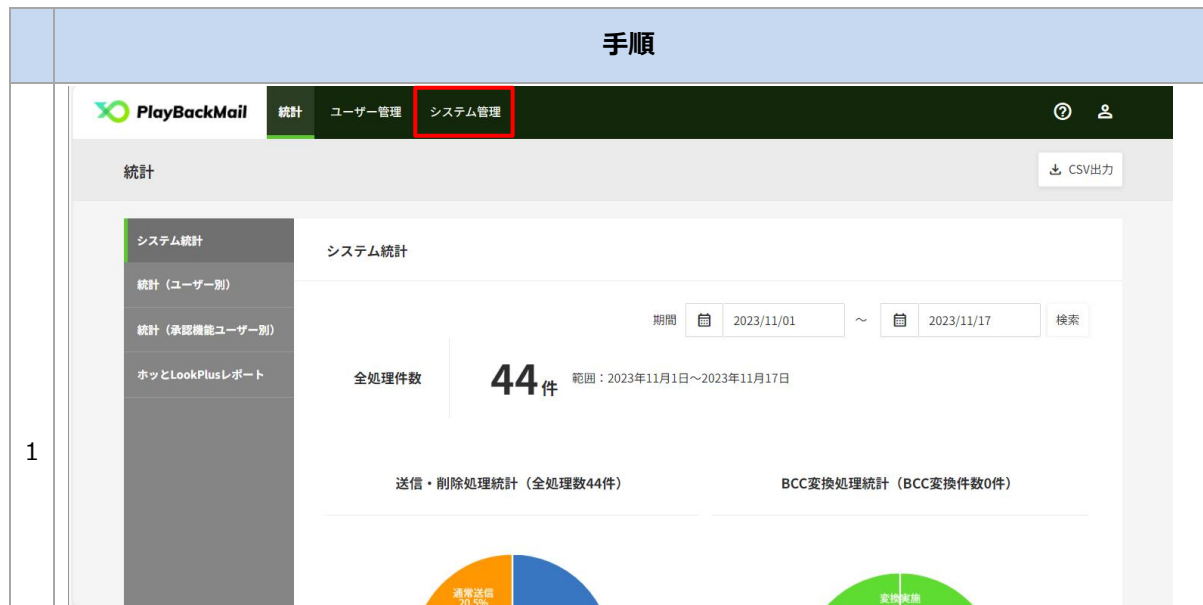 手順
1
PlayBackMail 統計 ユーザー管理 システム管理
統計 CSV出力
システム統計
統計（ユーザー別）
統計（承認機能ユーザー別）
ホッとLookPlusレポート
システム統計
期間 2023/11/01 ～ 2023/11/17 検索
全処理件数 44件 範囲：2023年11月1日～2023年11月17日
送信・削除処理統計（全処理数44件）
BCC変換処理統計（BCC変換件数0件）
通常送信
20.5%
変換実施